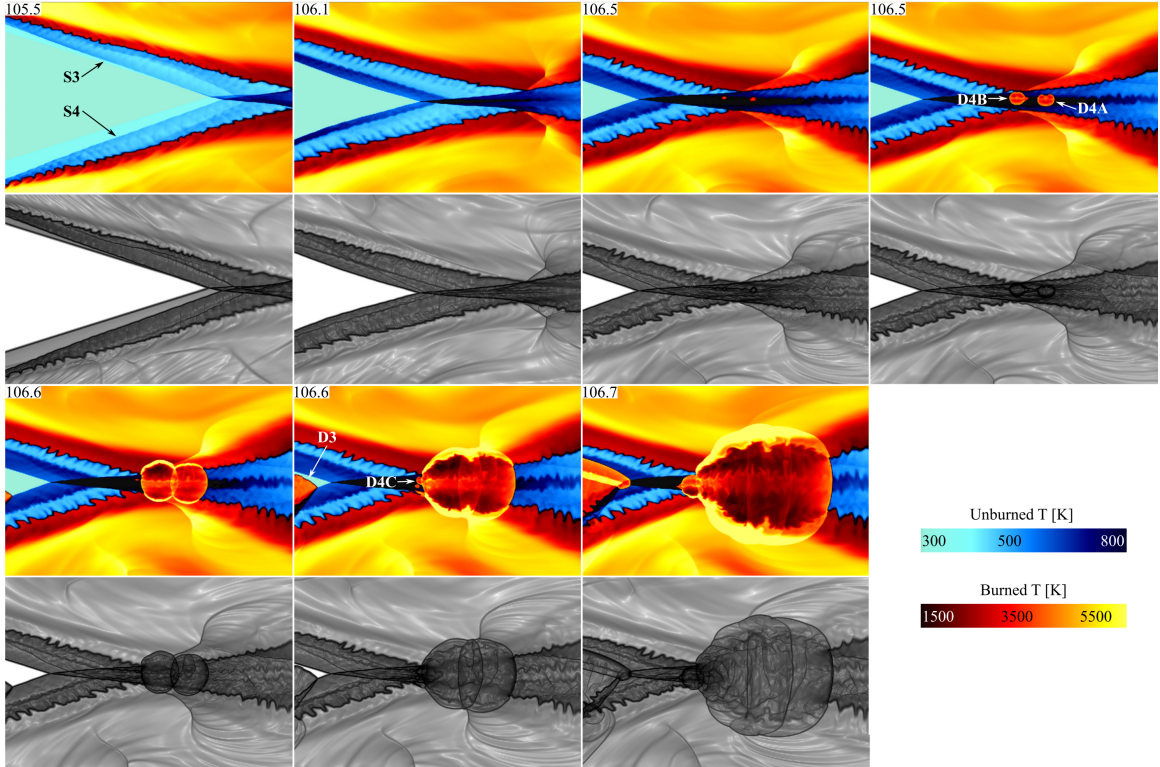 105.5
106.1
106.5
106.5
S3
S4
D4B
D4A
106.6
106.6
106.7
D3
D4C
Unburned T [K]
300 500 800
Burned T [K]
1500 3500 5500